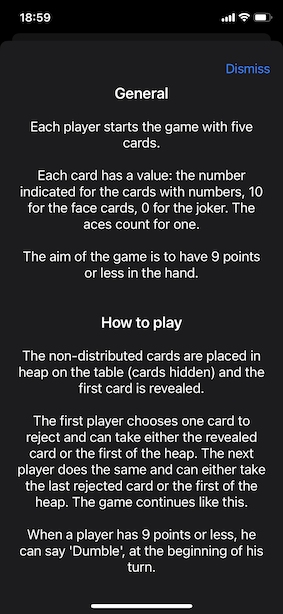 18:59
Dismiss
General
Each player starts the game with five
cards.
Each card has a value: the number
indicated for the cards with numbers, 10
for the face cards, 0 for the joker. The
aces count for one.
The aim of the game is to have 9 points
or less in the hand.
How to play
The non-distributed cards are placed in
heap on the table (cards hidden) and the
first card is revealed.
The first player chooses one card to
reject and can take either the revealed
card or the first of the heap. The next
player does the same and can either take
the last rejected card or the first of the
heap. The game continues like this.
When a player has 9 points or less, he
can say 'Dumble', at the beginning of his
turn.